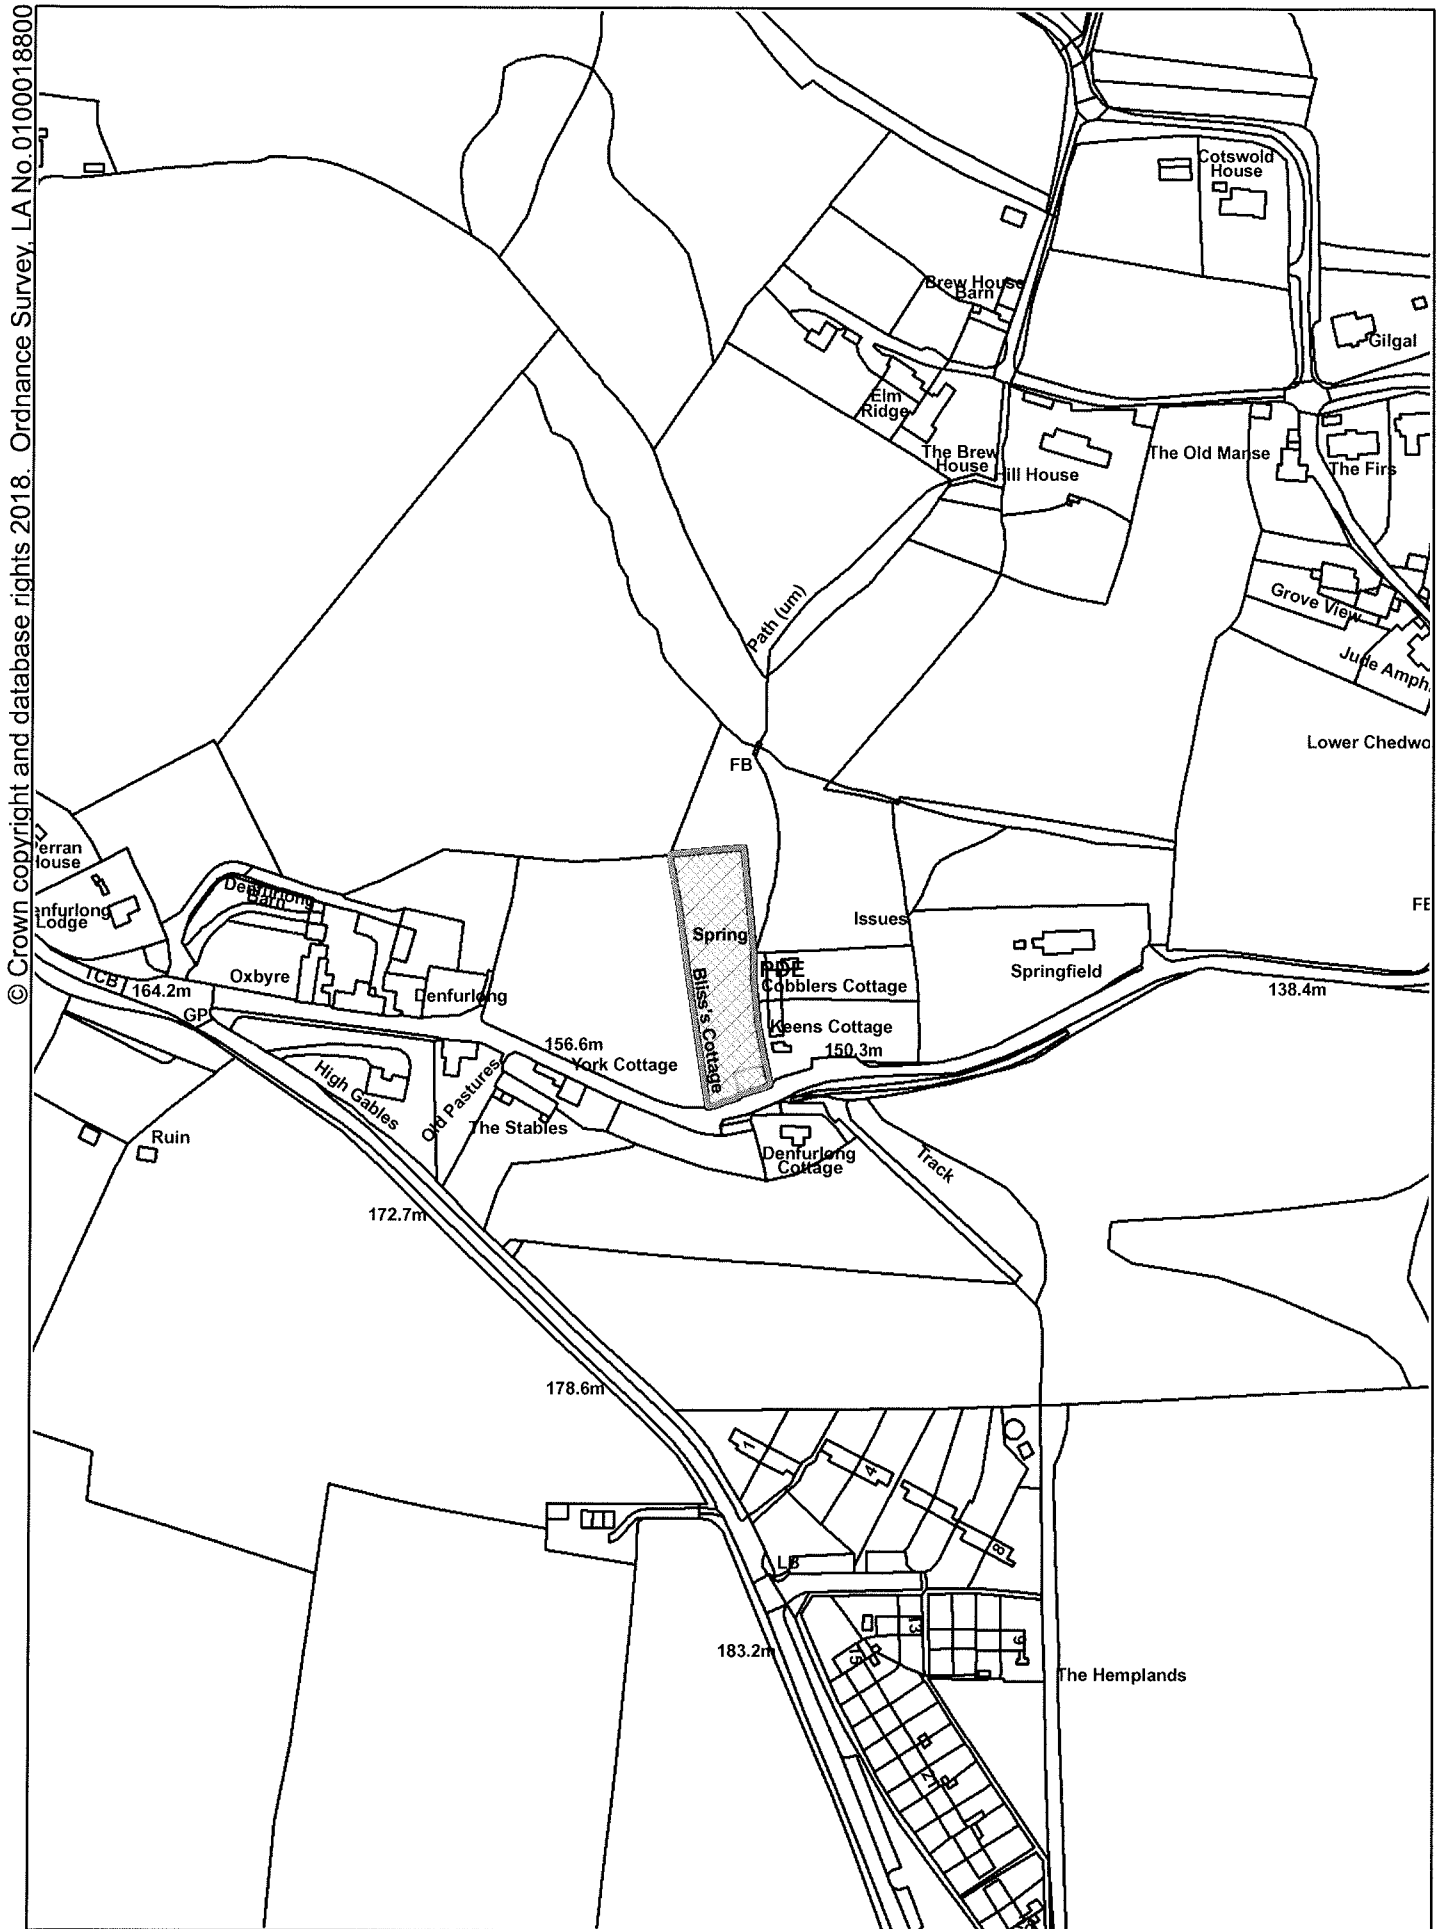 © Crown copyright and database rights 2018. Ordnance Survey, LA No.0100018800
Cotswold
House
Brew House
Barn
Gilgal
Elm
Ridge
The Brew
House
Hill House
The Old Manse
The Firs
Path (um)
Grove View
Jude Amph
Lower Chedwo
FB
Perran
House
Denfurlong
Barn
enfurlong
Lodge
Issues
Spring
PDE
Cobblers Cottage
Springfield
Oxbyre
Denfurlong
TCB
164.2m
GP
Bliss's Cottage
Keens Cottage
138.4m
156.6m
York Cottage
150.3m
High Gables
Old Pastures
The Stables
Ruin
Denfurlong
Cottage
Track
172.7m
178.6m
1
4
8
LB
13
9
15
183.2m
The Hemplands
21